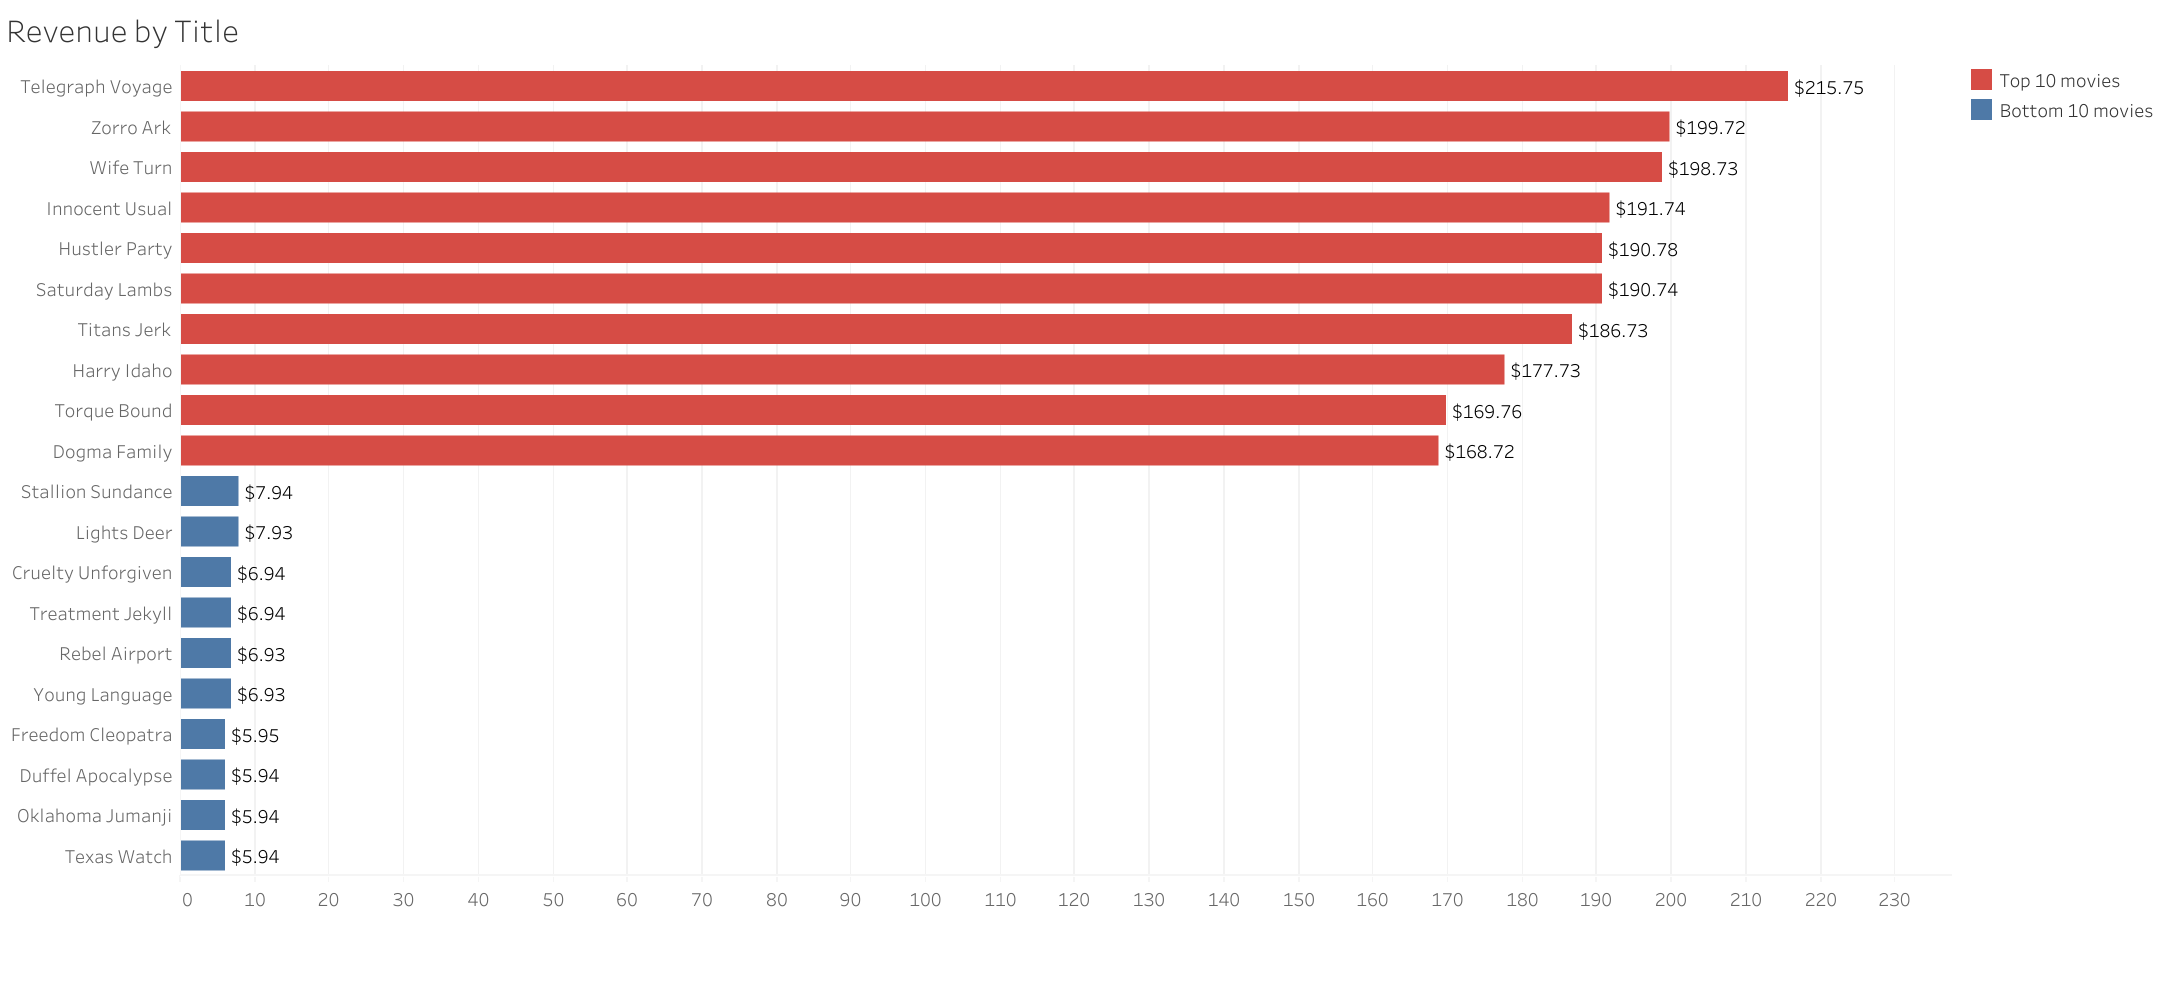 Revenue by Title
Top 10 movies
Bottom 10 movies
Telegraph Voyage $215.75
Zorro Ark $199.72
Wife Turn $198.73
Innocent Usual $191.74
Hustler Party $190.78
Saturday Lambs $190.74
Titans Jerk $186.73
Harry Idaho $177.73
Torque Bound $169.76
Dogma Family $168.72
Stallion Sundance $7.94
Lights Deer $7.93
Cruelty Unforgiven $6.94
Treatment Jekyll $6.94
Rebel Airport $6.93
Young Language $6.93
Freedom Cleopatra $5.95
Duffel Apocalypse $5.94
Oklahoma Jumanji $5.94
Texas Watch $5.94
0 10 20 30 40 50 60 70 80 90 100 110 120 130 140 150 160 170 180 190 200 210 220 230